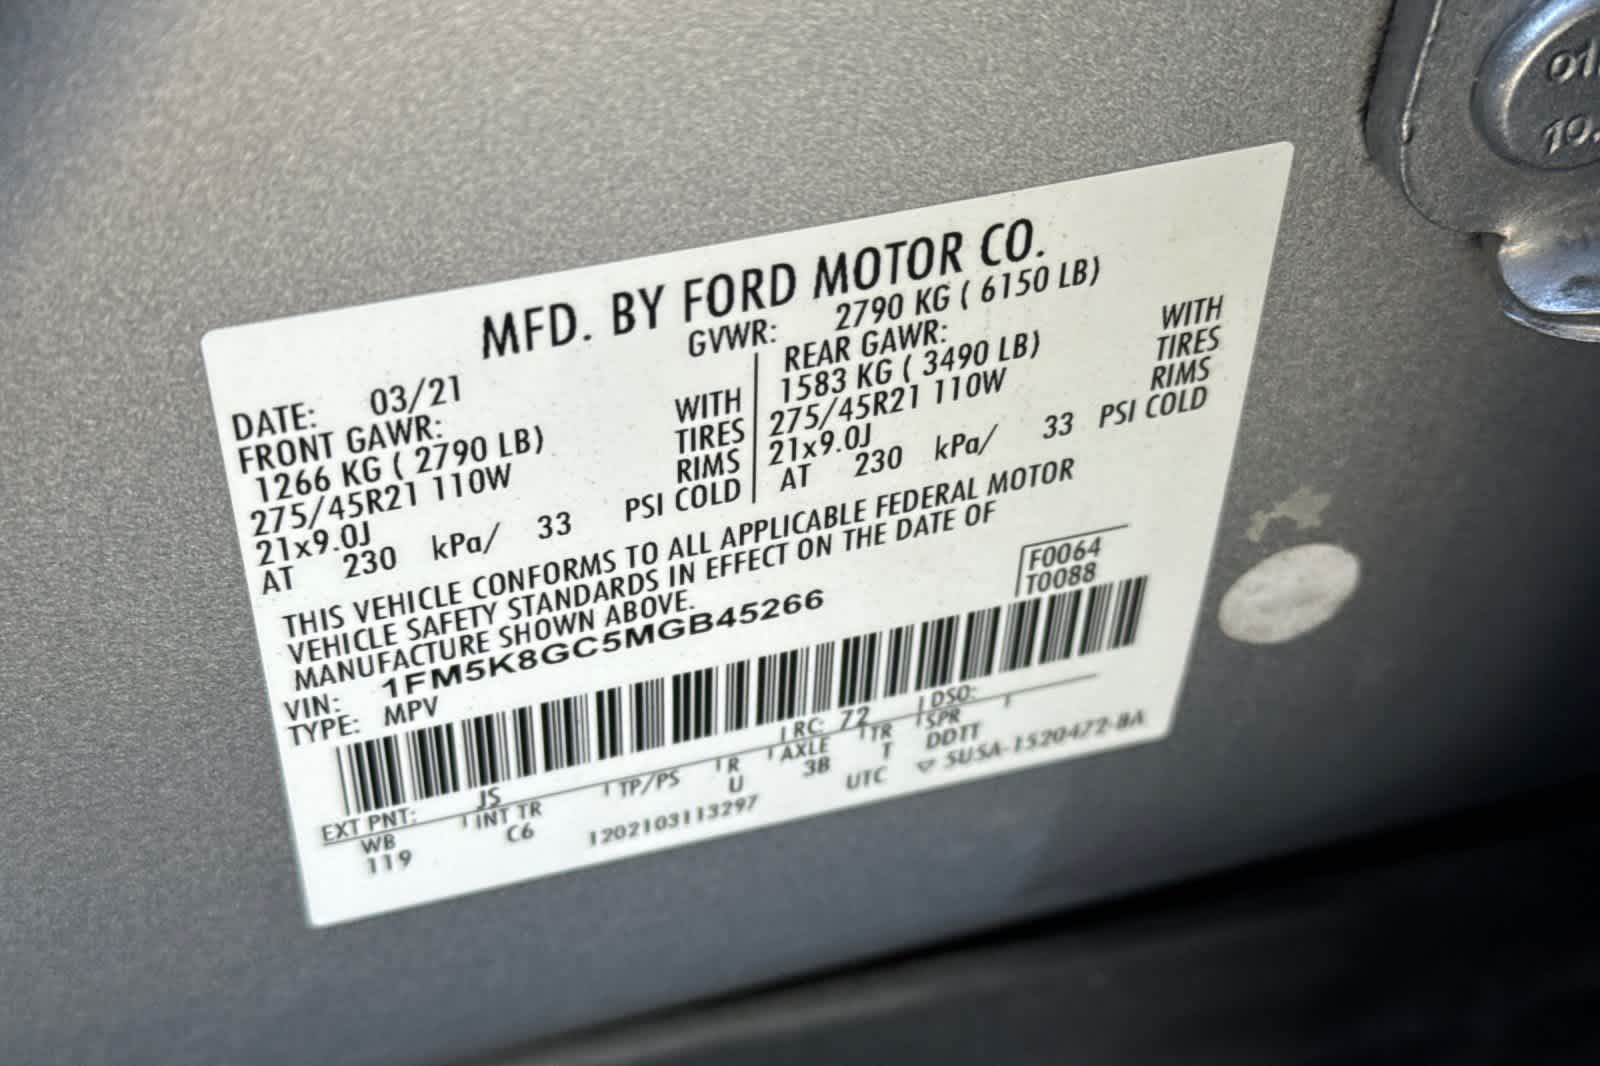 MFD. BY FORD MOTOR CO.
DATE: 03/21 GVWR: 2790 KG ( 6150 LB)
FRONT GAWR: REAR GAWR:
1266 KG ( 2790 LB) WITH 1583 KG ( 3490 LB) WITH
275/45R21 110W TIRES 275/45R21 110W TIRES
21x9.0J RIMS 21x9.0J RIMS
AT 230 kPa/ 33 PSI COLD AT 230 kPa/ 33 PSI COLD
THIS VEHICLE CONFORMS TO ALL APPLICABLE FEDERAL MOTOR
VEHICLE SAFETY STANDARDS IN EFFECT ON THE DATE OF
MANUFACTURE SHOWN ABOVE.
F0064
T0088
VIN: 1FM5K8GC5MGB45266
TYPE: MPV
EXT PNT: JS RC: 72 DSO:
WB INT TR TP/PS R AXLE TR SPR
119 C6 U 3B T DDTT
1202103113297 UTC ▽ 5USA-1520472-BA
10.